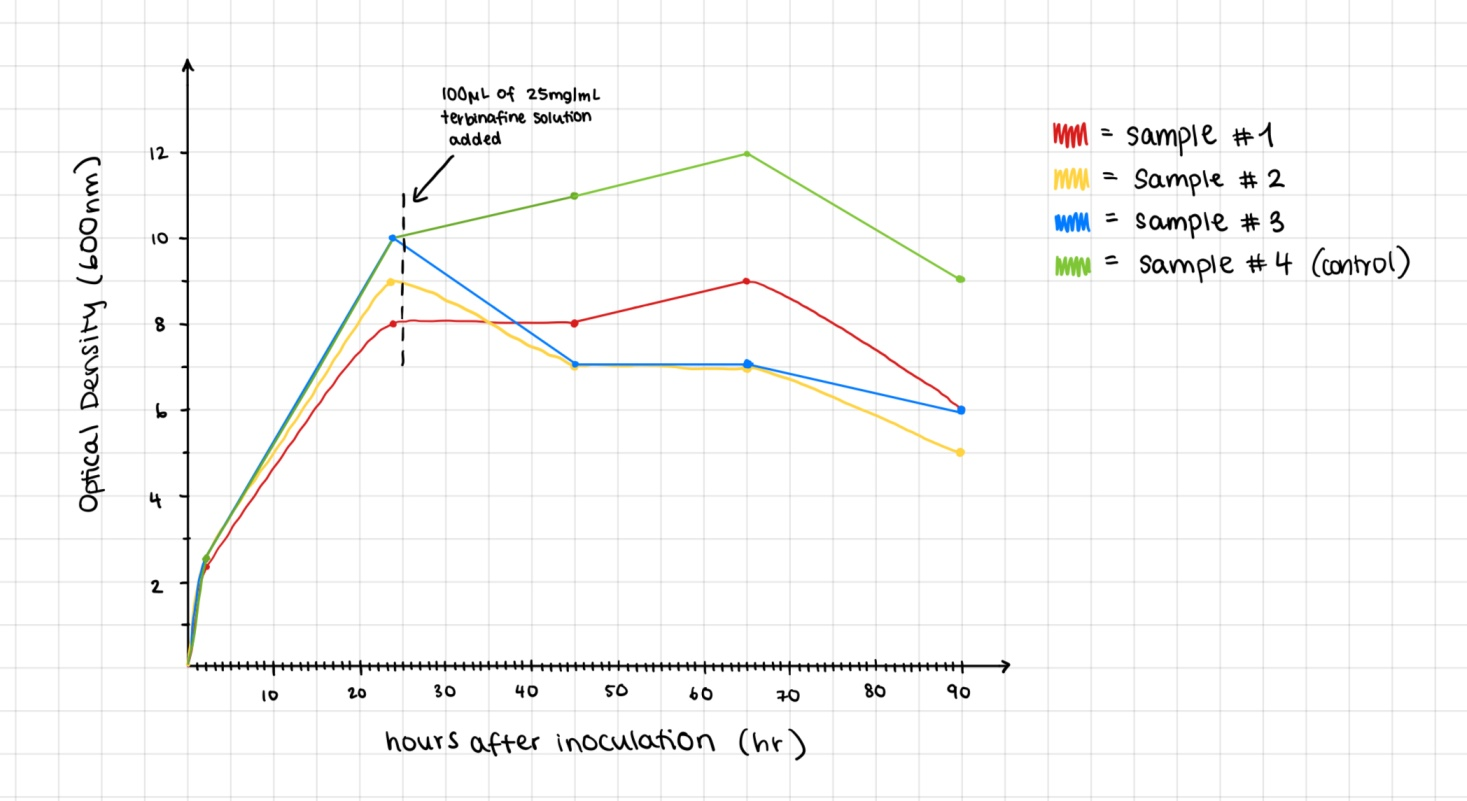 100μL of 25mg/mL
terbinafine solution
added
= sample #1
= sample #2
= sample #3
= sample #4 (control)
Optical Density (600nm)
12
10
8
6
4
2
10 20 30 40 50 60 70 80 90
hours after inoculation (hr)